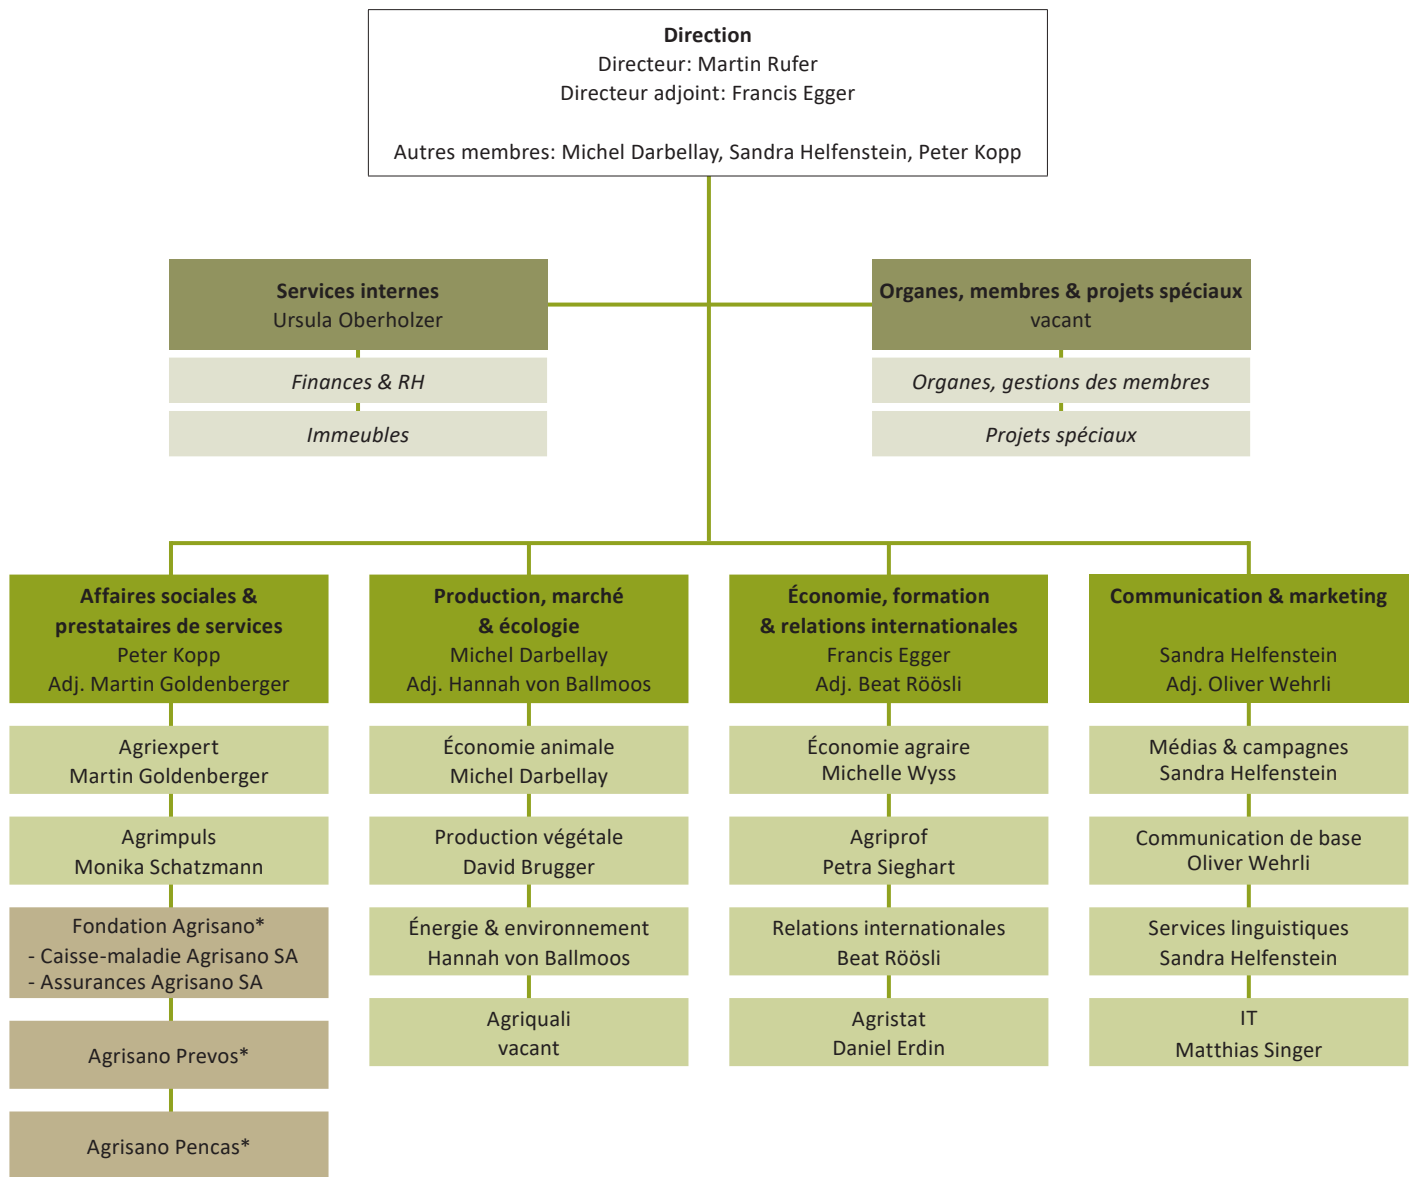 Direction
Directeur: Martin Rufer
Directeur adjoint: Francis Egger
Autres membres: Michel Darbellay, Sandra Helfenstein, Peter Kopp
Services internes
Ursula Oberholzer
Finances & RH
Immeubles
Organes, membres & projets spéciaux
vacant
Organes, gestions des membres
Projets spéciaux
Affaires sociales &
prestataires de services
Peter Kopp
Adj. Martin Goldenberger
Agriexpert
Martin Goldenberger
Agrimpuls
Monika Schatzmann
Fondation Agrisano*
- Caisse-maladie Agrisano SA
- Assurances Agrisano SA
Agrisano Prevos*
Agrisano Pencas*
Production, marché
& écologie
Michel Darbellay
Adj. Hannah von Ballmoos
Économie animale
Michel Darbellay
Production végétale
David Brugger
Énergie & environnement
Hannah von Ballmoos
Agriquali
vacant
Économie, formation
& relations internationales
Francis Egger
Adj. Beat Röösli
Économie agraire
Michelle Wyss
Agriprof
Petra Sieghart
Relations internationales
Beat Röösli
Agristat
Daniel Erdin
Communication & marketing
Sandra Helfenstein
Adj. Oliver Wehrli
Médias & campagnes
Sandra Helfenstein
Communication de base
Oliver Wehrli
Services linguistiques
Sandra Helfenstein
IT
Matthias Singer